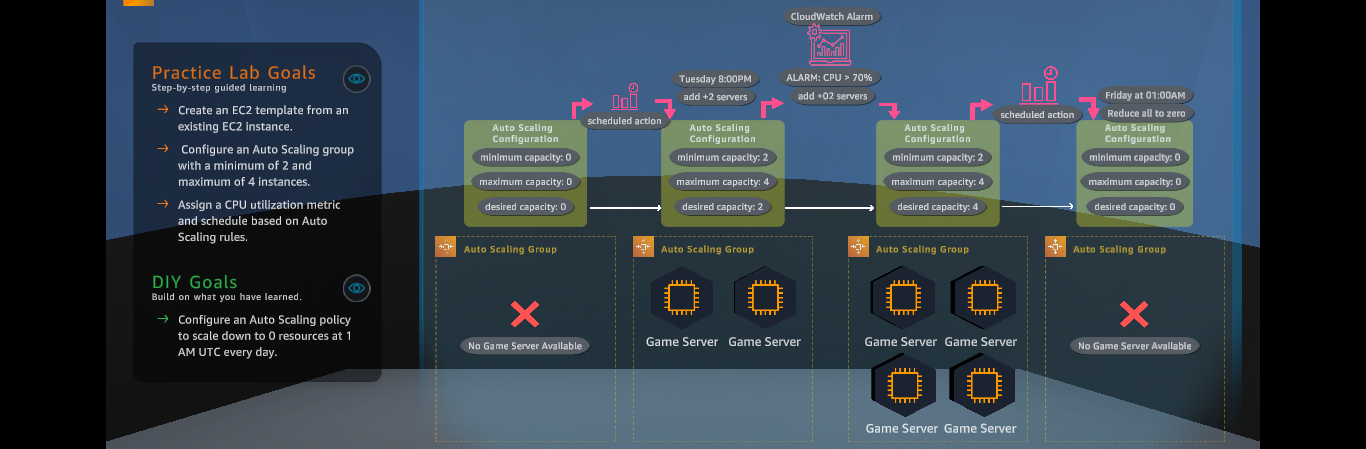 Practice Lab Goals
Step-by-step guided learning
→ Create an EC2 template from an
existing EC2 instance.
→ Configure an Auto Scaling group
with a minimum of 2 and
maximum of 4 instances.
→ Assign a CPU utilization metric
and schedule based on Auto
Scaling rules.
DIY Goals
Build on what you have learned.
→ Configure an Auto Scaling policy
to scale down to 0 resources at 1
AM UTC every day.
CloudWatch Alarm
scheduled action
Tuesday 8:00PM
add +2 servers
ALARM: CPU > 70%
add +02 servers
scheduled action
Friday at 01:00AM
Reduce all to zero
Auto Scaling
Configuration
minimum capacity: 0
maximum capacity: 0
desired capacity: 0
Auto Scaling
Configuration
minimum capacity: 2
maximum capacity: 4
desired capacity: 2
Auto Scaling
Configuration
minimum capacity: 2
maximum capacity: 4
desired capacity: 4
Auto Scaling
Configuration
minimum capacity: 0
maximum capacity: 0
desired capacity: 0
Auto Scaling Group
No Game Server Available
Auto Scaling Group
Game Server
Game Server
Auto Scaling Group
Game Server
Game Server
Game Server
Game Server
Auto Scaling Group
No Game Server Available